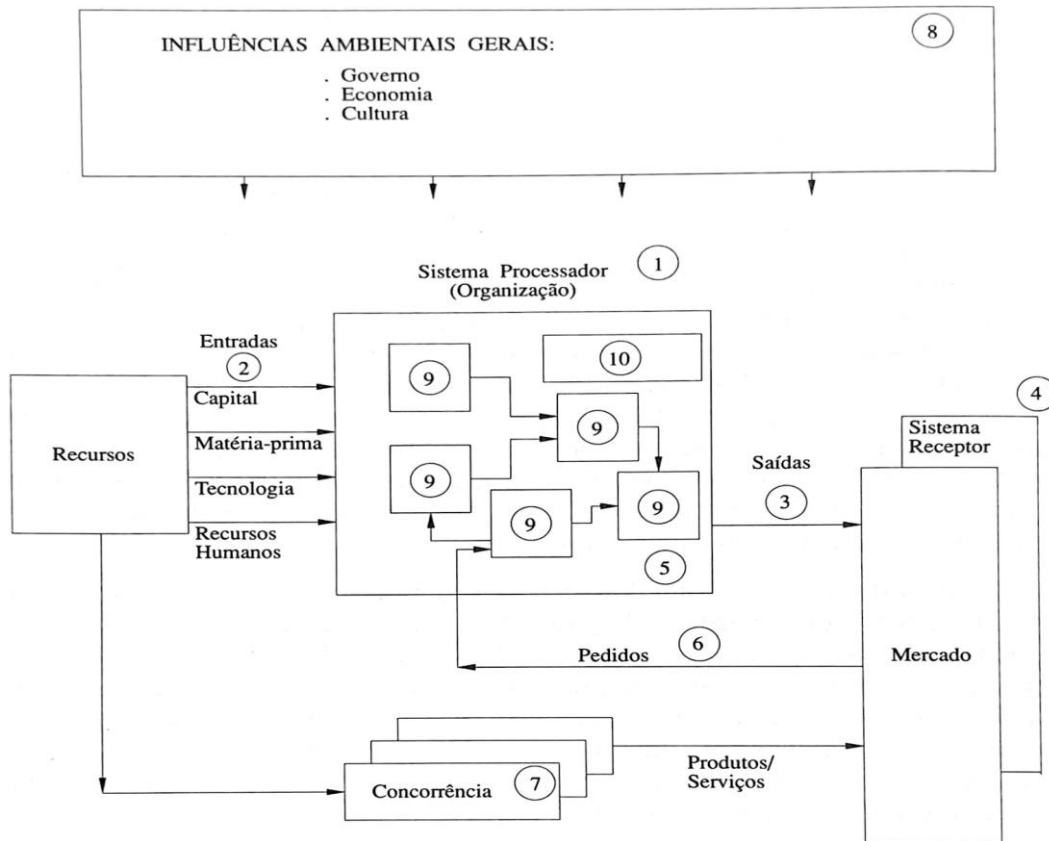 8
INFLUÊNCIAS AMBIENTAIS GERAIS:
. Governo
. Economia
. Cultura
1
Sistema Processador
(Organização)
Entradas
2
Capital
Matéria-prima
Tecnologia
Recursos
Humanos
Recursos
9
10
9
9
9
9
5
Saídas
3
4
Sistema
Receptor
Mercado
Pedidos
6
Concorrência
7
Produtos/
Serviços